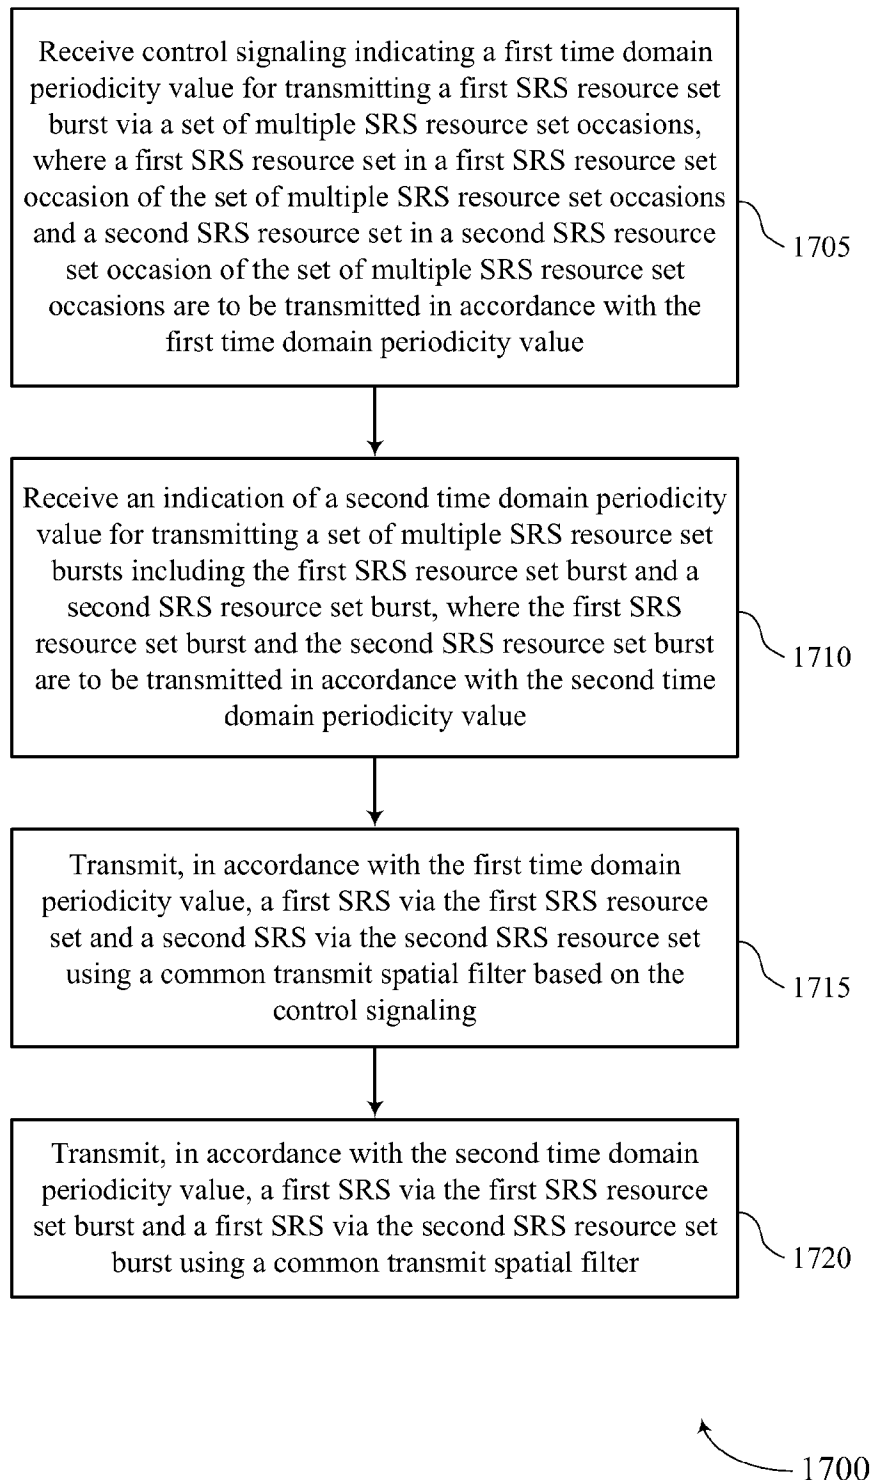 Receive control signaling indicating a first time domain
periodicity value for transmitting a first SRS resource set
burst via a set of multiple SRS resource set occasions,
where a first SRS resource set in a first SRS resource set
occasion of the set of multiple SRS resource set occasions
and a second SRS resource set in a second SRS resource
set occasion of the set of multiple SRS resource set
occasions are to be transmitted in accordance with the
first time domain periodicity value
1705
Receive an indication of a second time domain periodicity
value for transmitting a set of multiple SRS resource set
bursts including the first SRS resource set burst and a
second SRS resource set burst, where the first SRS
resource set burst and the second SRS resource set burst
are to be transmitted in accordance with the second time
domain periodicity value
1710
Transmit, in accordance with the first time domain
periodicity value, a first SRS via the first SRS resource
set and a second SRS via the second SRS resource set
using a common transmit spatial filter based on the
control signaling
1715
Transmit, in accordance with the second time domain
periodicity value, a first SRS via the first SRS resource
set burst and a first SRS via the second SRS resource set
burst using a common transmit spatial filter
1720
1700